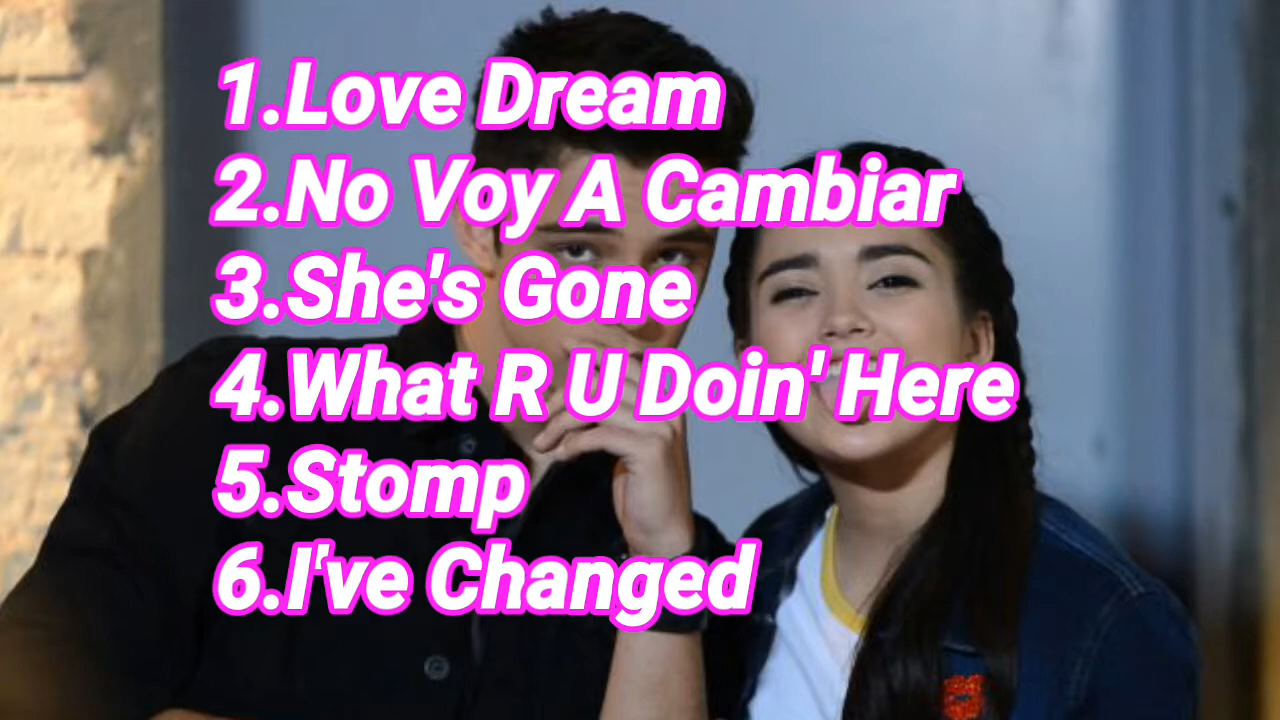 1.Love Dream
2.No Voy A Cambiar
3.She's Gone
4.What R U Doin' Here
5.Stomp
6.I've Changed